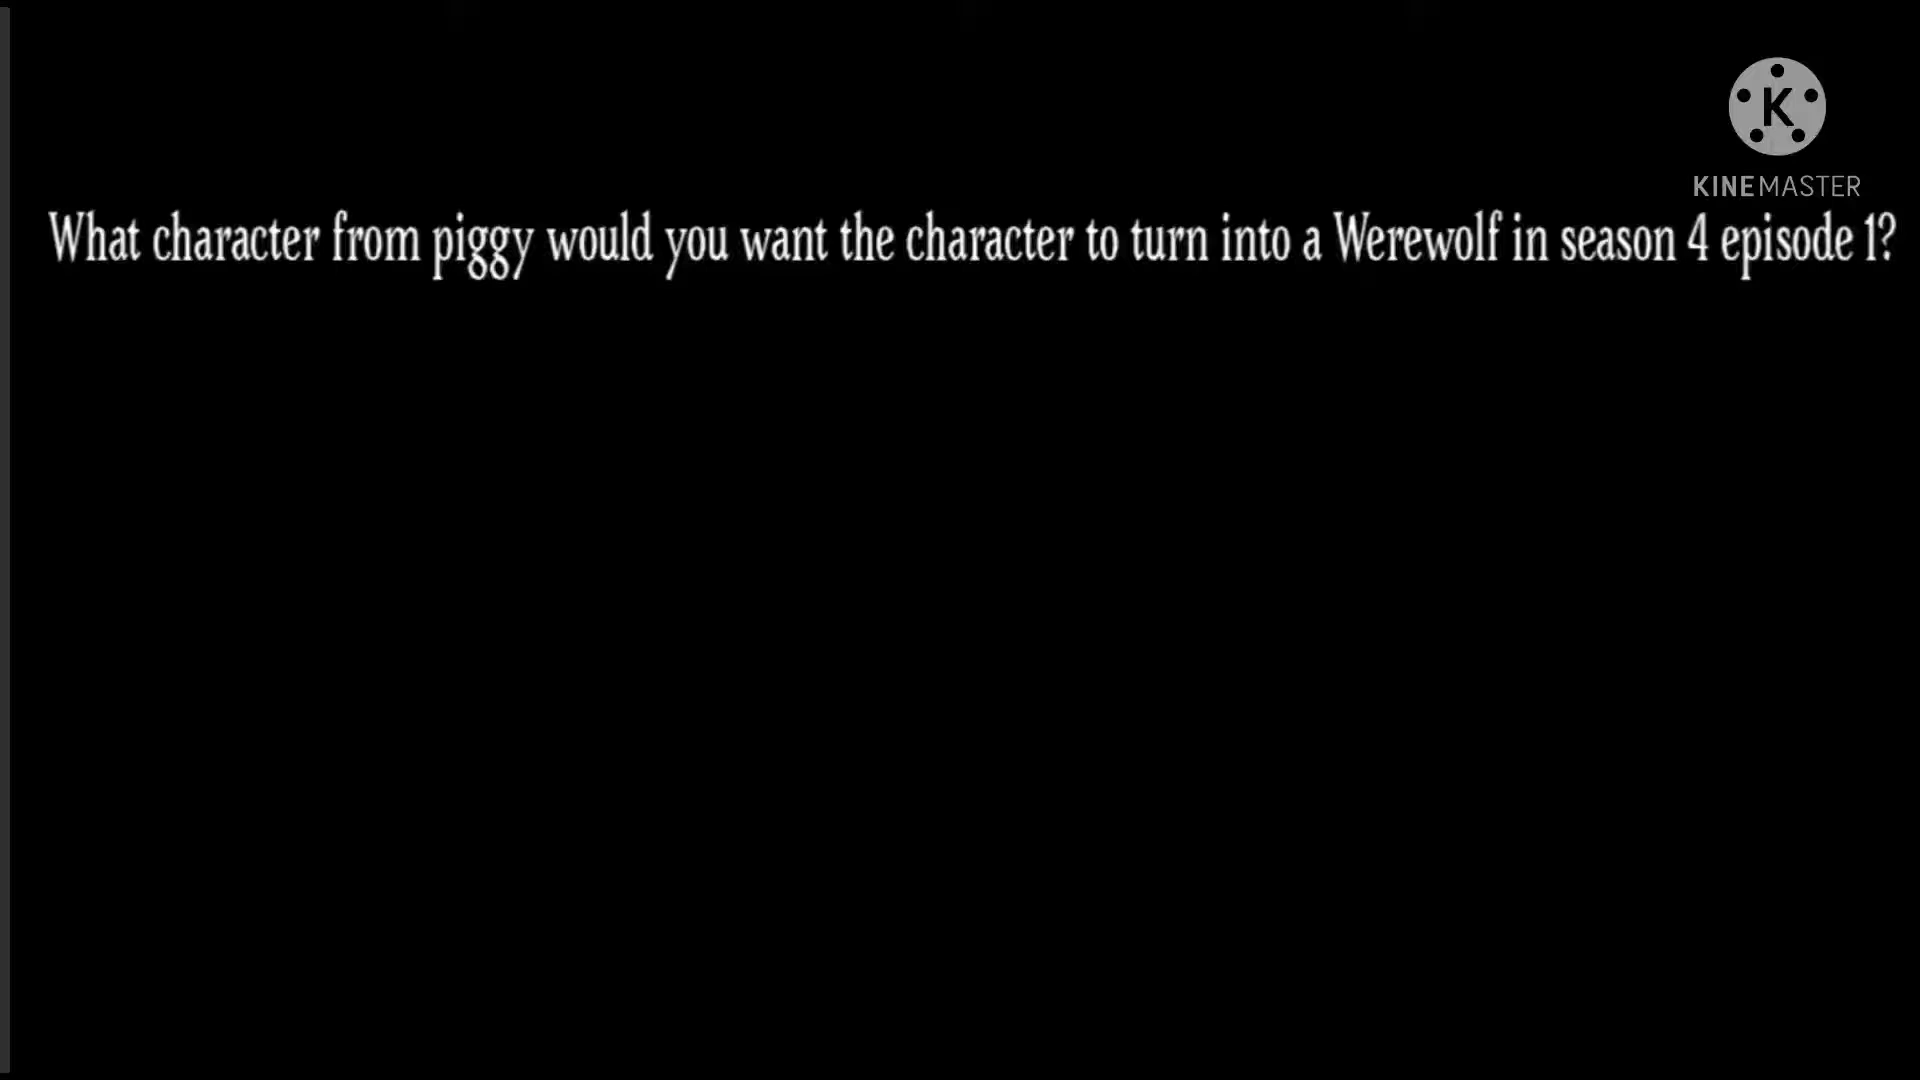 K
KINEMASTER
What character from piggy would you want the character to turn into a Werewolf in season 4 episode 1?